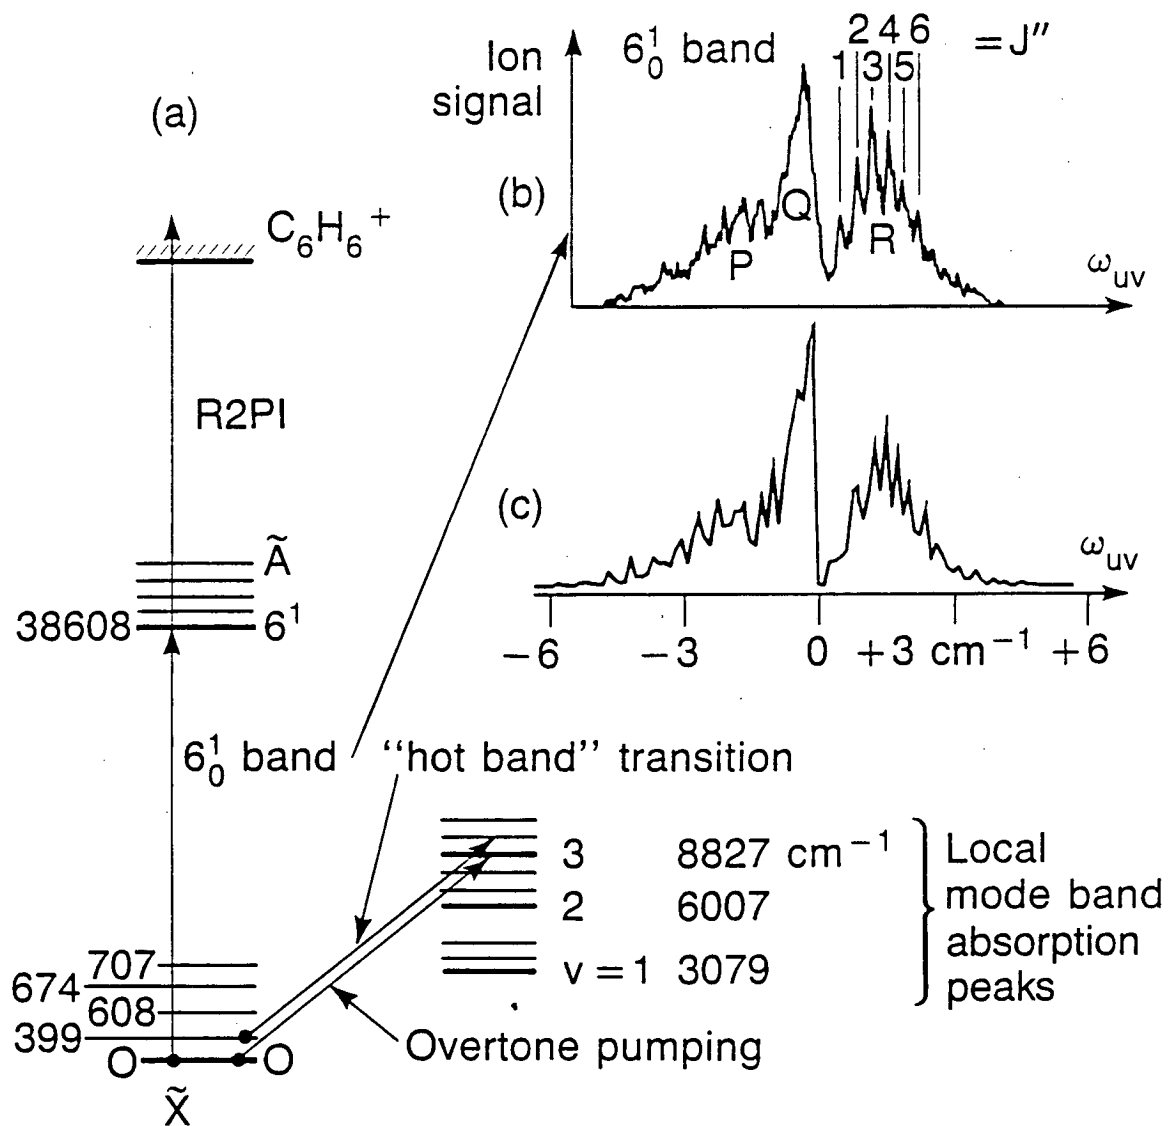 (a)
C₆H₆⁺
R2PI
Ã
38608
6¹
6¹₀ band
"hot band" transition
3 8827 cm⁻¹
2 6007
v = 1 3079
Local
mode band
absorption
peaks
707
674
608
399
O
O
Overtone pumping
X̃
Ion
signal
6¹₀ band
2 4 6
1 3 5
= J″
(b)
P
Q
R
ω uv
(c)
ω uv
−6 −3 0 +3 cm⁻¹ +6